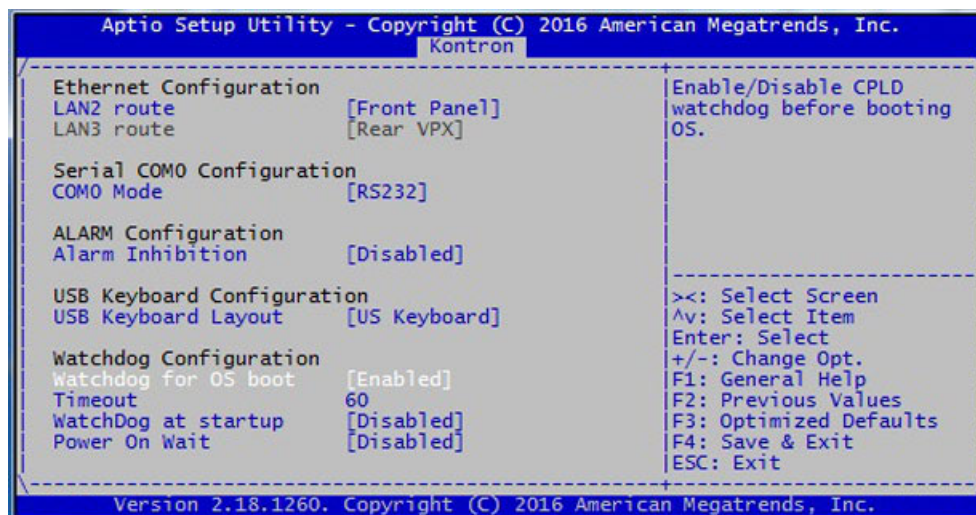 Aptio Setup Utility - Copyright (C) 2016 American Megatrends, Inc.
Kontron
Ethernet Configuration
LAN2 route [Front Panel]
LAN3 route [Rear VPX]
Serial COM0 Configuration
COM0 Mode [RS232]
ALARM Configuration
Alarm Inhibition [Disabled]
USB Keyboard Configuration
USB Keyboard Layout [US Keyboard]
Watchdog Configuration
Watchdog for OS boot [Enabled]
Timeout 60
WatchDog at startup [Disabled]
Power On Wait [Disabled]
Enable/Disable CPLD
watchdog before booting
OS.
><: Select Screen
^v: Select Item
Enter: Select
+/-: Change Opt.
F1: General Help
F2: Previous Values
F3: Optimized Defaults
F4: Save & Exit
ESC: Exit
Version 2.18.1260. Copyright (C) 2016 American Megatrends, Inc.